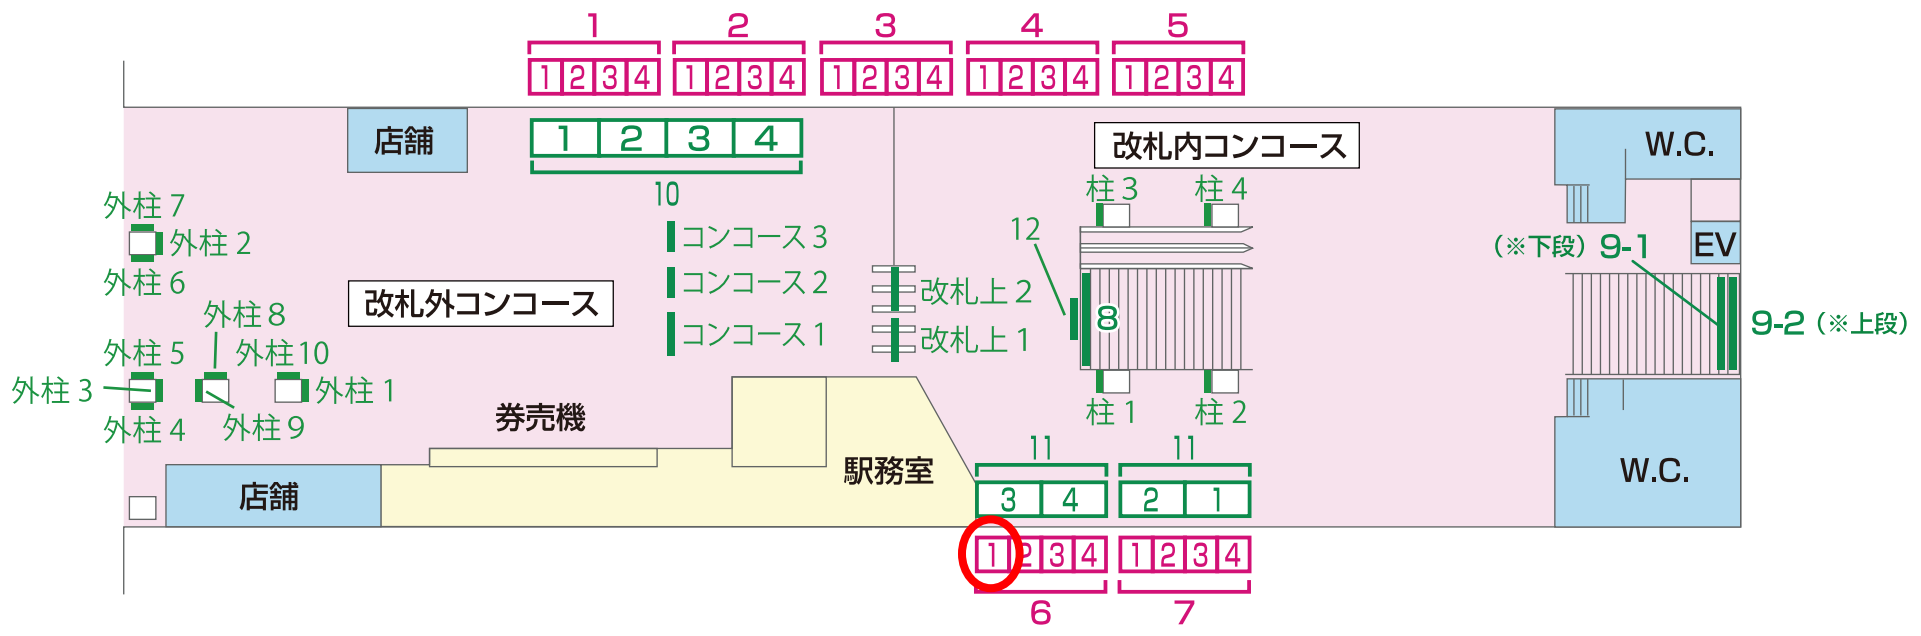 1 2 3 4 5
1 2 3 4 1 2 3 4 1 2 3 4 1 2 3 4 1 2 3 4
店舗
1 2 3 4
10
改札内コンコース
W.C.
柱 3
柱 4
外柱 7
外柱 2
外柱 6
コンコース 3
コンコース 2
コンコース 1
12
(※下段) 9-1
EV
改札外コンコース
改札上 2
改札上 1
8
9-2 (※上段)
外柱 8
外柱 5
外柱 10
外柱 3
外柱 1
外柱 4
外柱 9
柱 1
柱 2
券売機
駅務室
11 11
3 4 2 1
店舗
W.C.
1 2 3 4 1 2 3 4
6 7